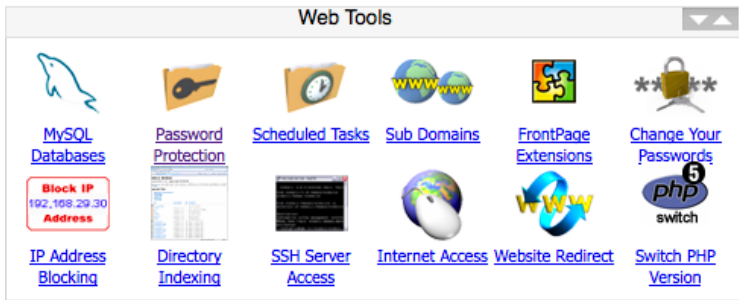 Web Tools
www www
MySQL Databases
Password Protection
Scheduled Tasks
Sub Domains
FrontPage Extensions
Change Your Passwords
Block IP
192,168.29.30
Address
WWW
php 5
switch
IP Address Blocking
Directory Indexing
SSH Server Access
Internet Access
Website Redirect
Switch PHP Version